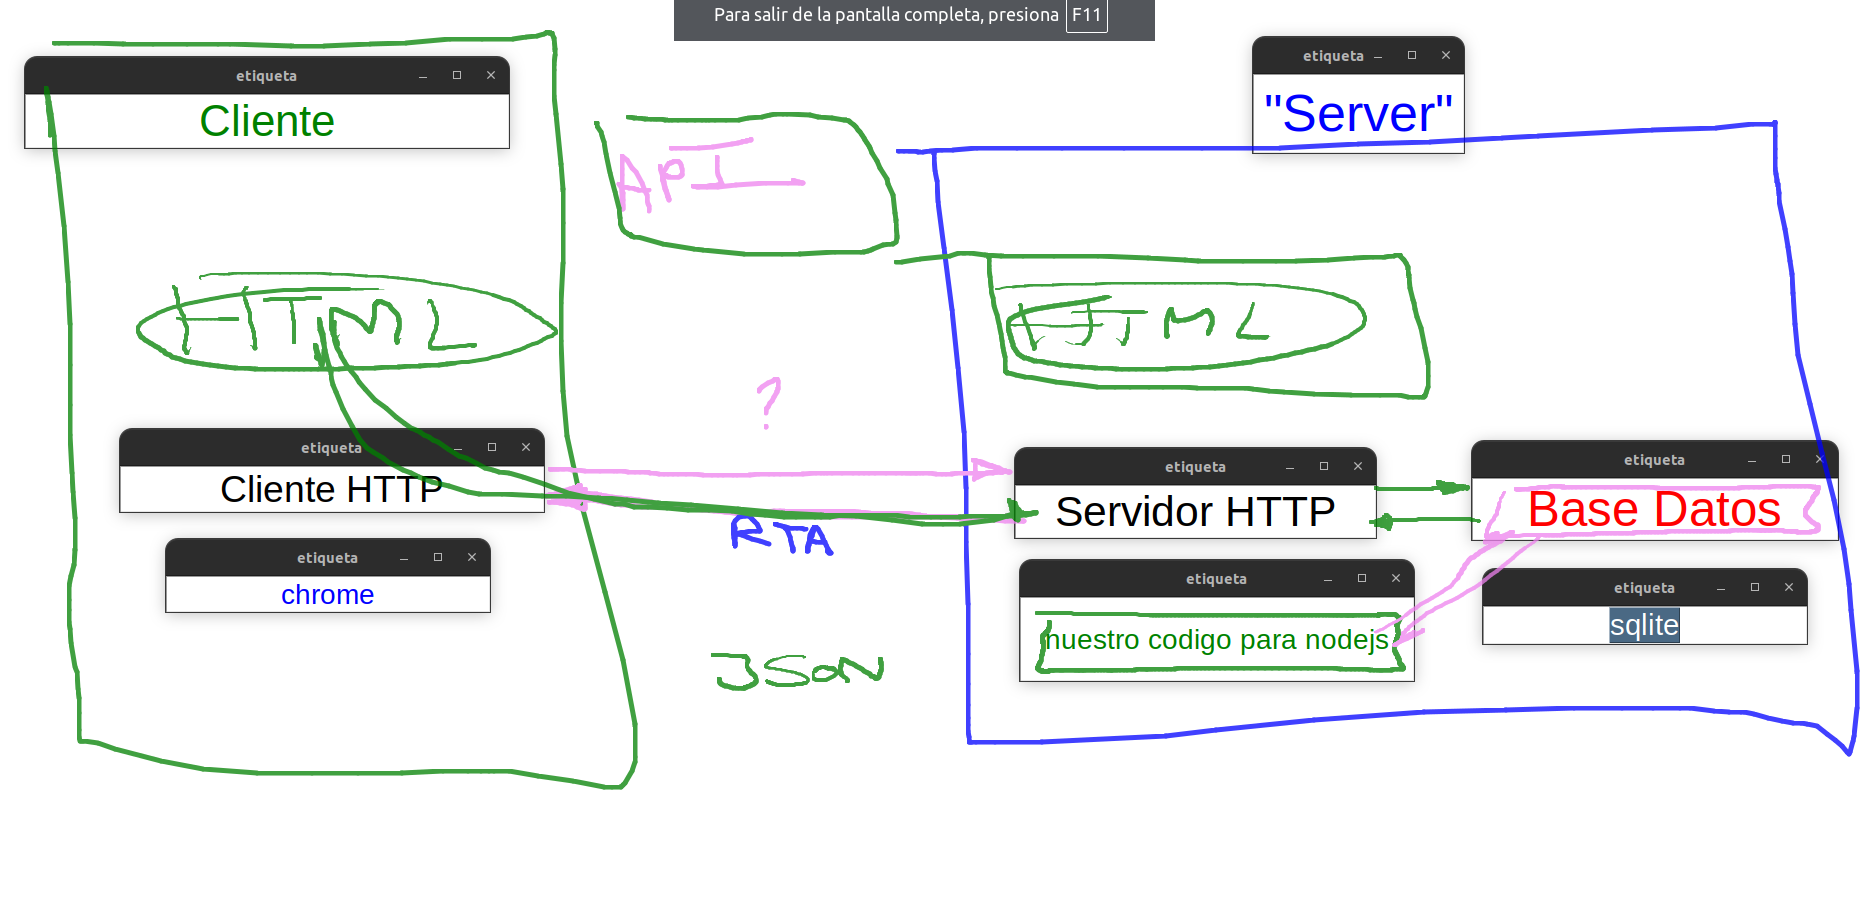 Para salir de la pantalla completa, presiona F11
etiqueta
Cliente
etiqueta
"Server"
API
HTML
HTML
?
etiqueta
Cliente HTTP
etiqueta
Servidor HTTP
etiqueta
Base Datos
RTA
etiqueta
chrome
etiqueta
nuestro codigo para nodejs
etiqueta
sqlite
JSON